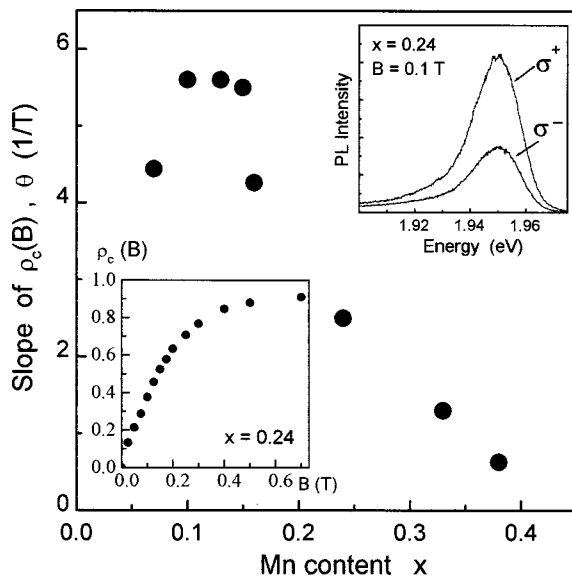 6
4
2
0
0.0
0.1
0.2
0.3
0.4
Mn content x
Slope of ρc(B) , θ (1/T)
x = 0.24
B = 0.1 T
σ+
σ−
PL Intensity
1.92
1.94
1.96
Energy (eV)
ρc (B)
1.0
0.8
0.6
0.4
0.2
0.0
x = 0.24
0.0
0.2
0.4
0.6
B (T)